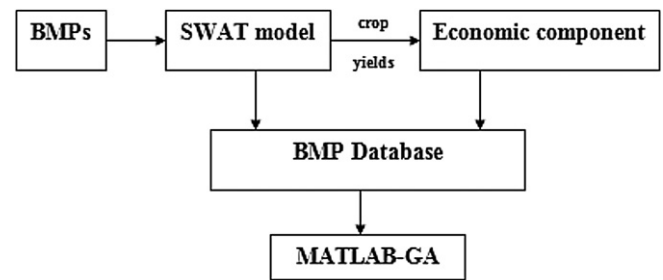 BMPs
SWAT model
crop
yields
Economic component
BMP Database
MATLAB-GA